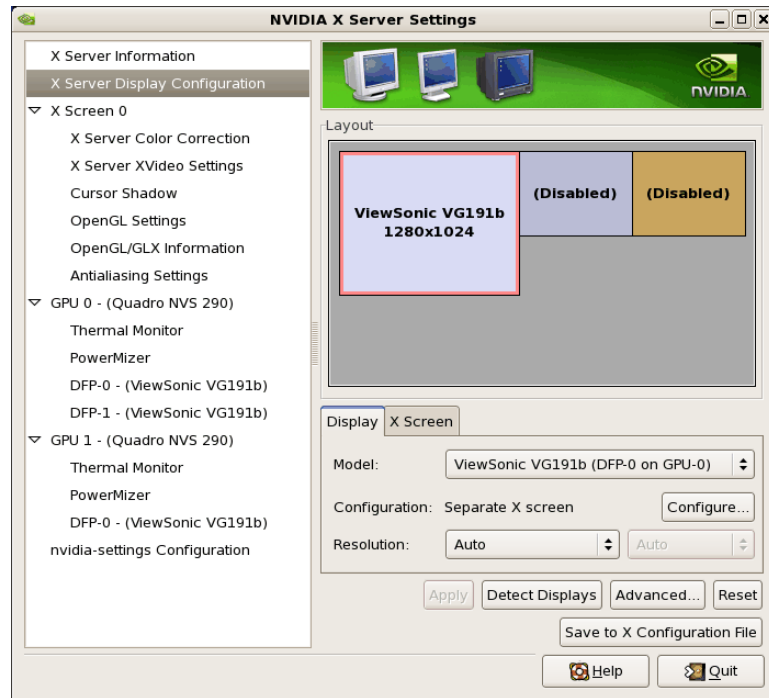 NVIDIA X Server Settings
X Server Information
X Server Display Configuration
X Screen 0
X Server Color Correction
X Server XVideo Settings
Cursor Shadow
OpenGL Settings
OpenGL/GLX Information
Antialiasing Settings
GPU 0 - (Quadro NVS 290)
Thermal Monitor
PowerMizer
DFP-0 - (ViewSonic VG191b)
DFP-1 - (ViewSonic VG191b)
GPU 1 - (Quadro NVS 290)
Thermal Monitor
PowerMizer
DFP-0 - (ViewSonic VG191b)
nvidia-settings Configuration
NVIDIA
Layout
ViewSonic VG191b
1280x1024
(Disabled)
(Disabled)
Display
X Screen
Model:
ViewSonic VG191b (DFP-0 on GPU-0)
Configuration:
Separate X screen
Configure...
Resolution:
Auto
Auto
Apply
Detect Displays
Advanced...
Reset
Save to X Configuration File
Help
Quit